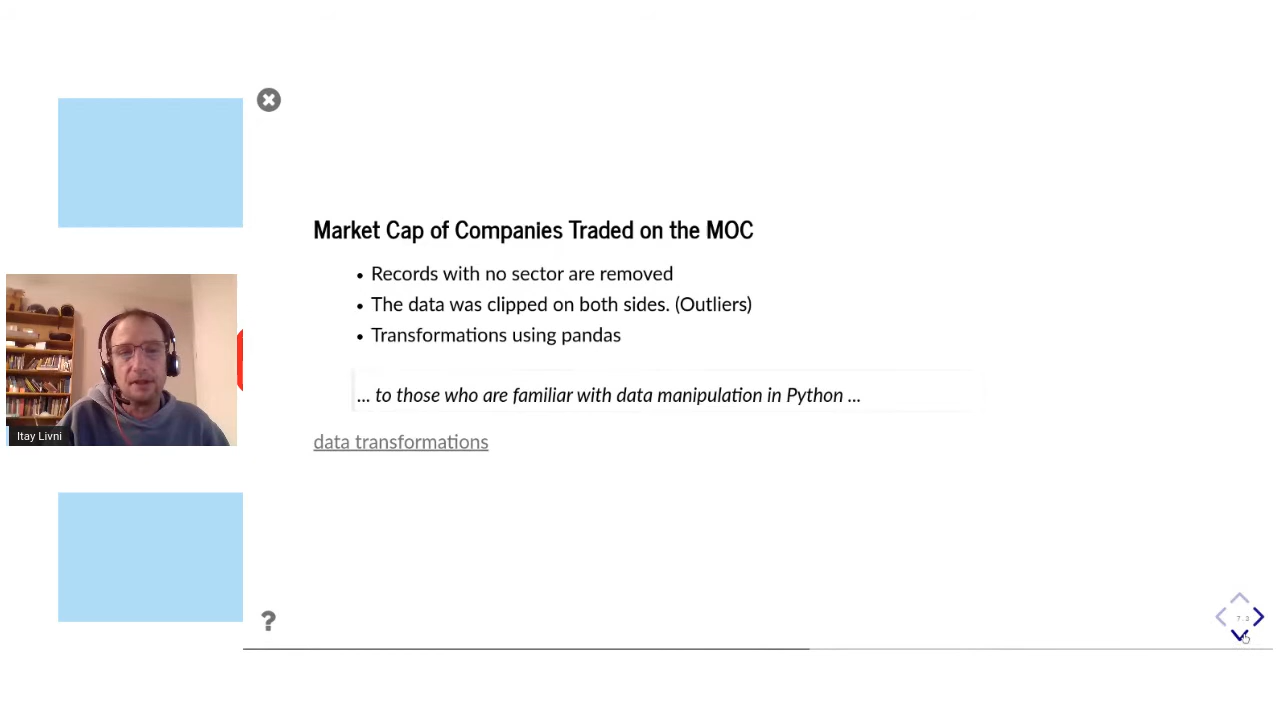 Market Cap of Companies Traded on the MOC
• Records with no sector are removed
• The data was clipped on both sides. (Outliers)
• Transformations using pandas
... to those who are familiar with data manipulation in Python ...
data transformations
Itay Livni
?